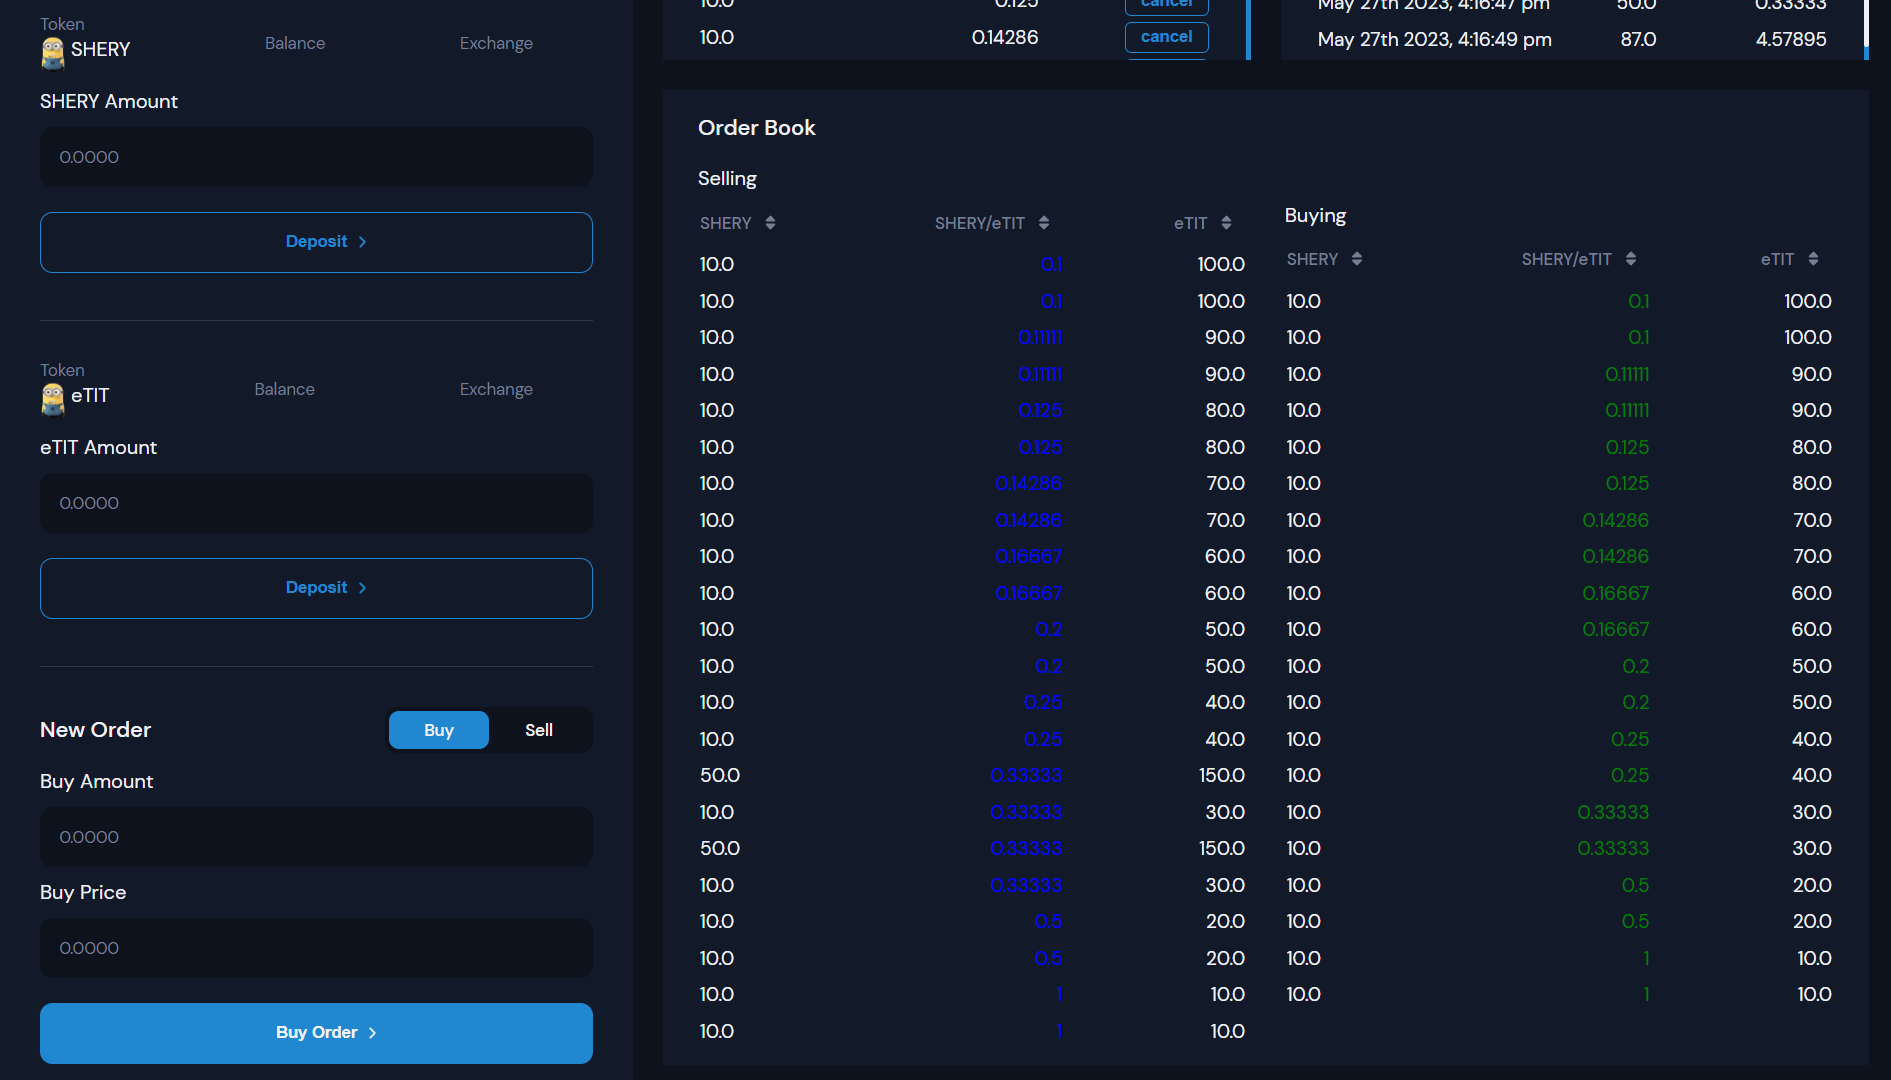 Token
SHERY Balance Exchange
SHERY Amount
0.0000
Deposit
Token
eTIT Balance Exchange
eTIT Amount
0.0000
Deposit
New Order Buy Sell
Buy Amount
0.0000
Buy Price
0.0000
Buy Order
10.0 0.125 cancel
10.0 0.14286 cancel
May 27th 2023, 4:16:47 pm 50.0 0.33333
May 27th 2023, 4:16:49 pm 87.0 4.57895
Order Book
Selling
SHERY SHERY/eTIT eTIT
10.0 0.1 100.0
10.0 0.1 100.0
10.0 0.11111 90.0
10.0 0.11111 90.0
10.0 0.125 80.0
10.0 0.125 80.0
10.0 0.14286 70.0
10.0 0.14286 70.0
10.0 0.16667 60.0
10.0 0.16667 60.0
10.0 0.2 50.0
10.0 0.2 50.0
10.0 0.25 40.0
10.0 0.25 40.0
50.0 0.33333 150.0
10.0 0.33333 30.0
50.0 0.33333 150.0
10.0 0.33333 30.0
10.0 0.5 20.0
10.0 0.5 20.0
10.0 1 10.0
10.0 1 10.0
Buying
SHERY SHERY/eTIT eTIT
10.0 0.1 100.0
10.0 0.1 100.0
10.0 0.11111 90.0
10.0 0.11111 90.0
10.0 0.125 80.0
10.0 0.125 80.0
10.0 0.14286 70.0
10.0 0.14286 70.0
10.0 0.16667 60.0
10.0 0.16667 60.0
10.0 0.2 50.0
10.0 0.2 50.0
10.0 0.25 40.0
10.0 0.25 40.0
10.0 0.33333 30.0
10.0 0.33333 30.0
10.0 0.5 20.0
10.0 0.5 20.0
10.0 1 10.0
10.0 1 10.0